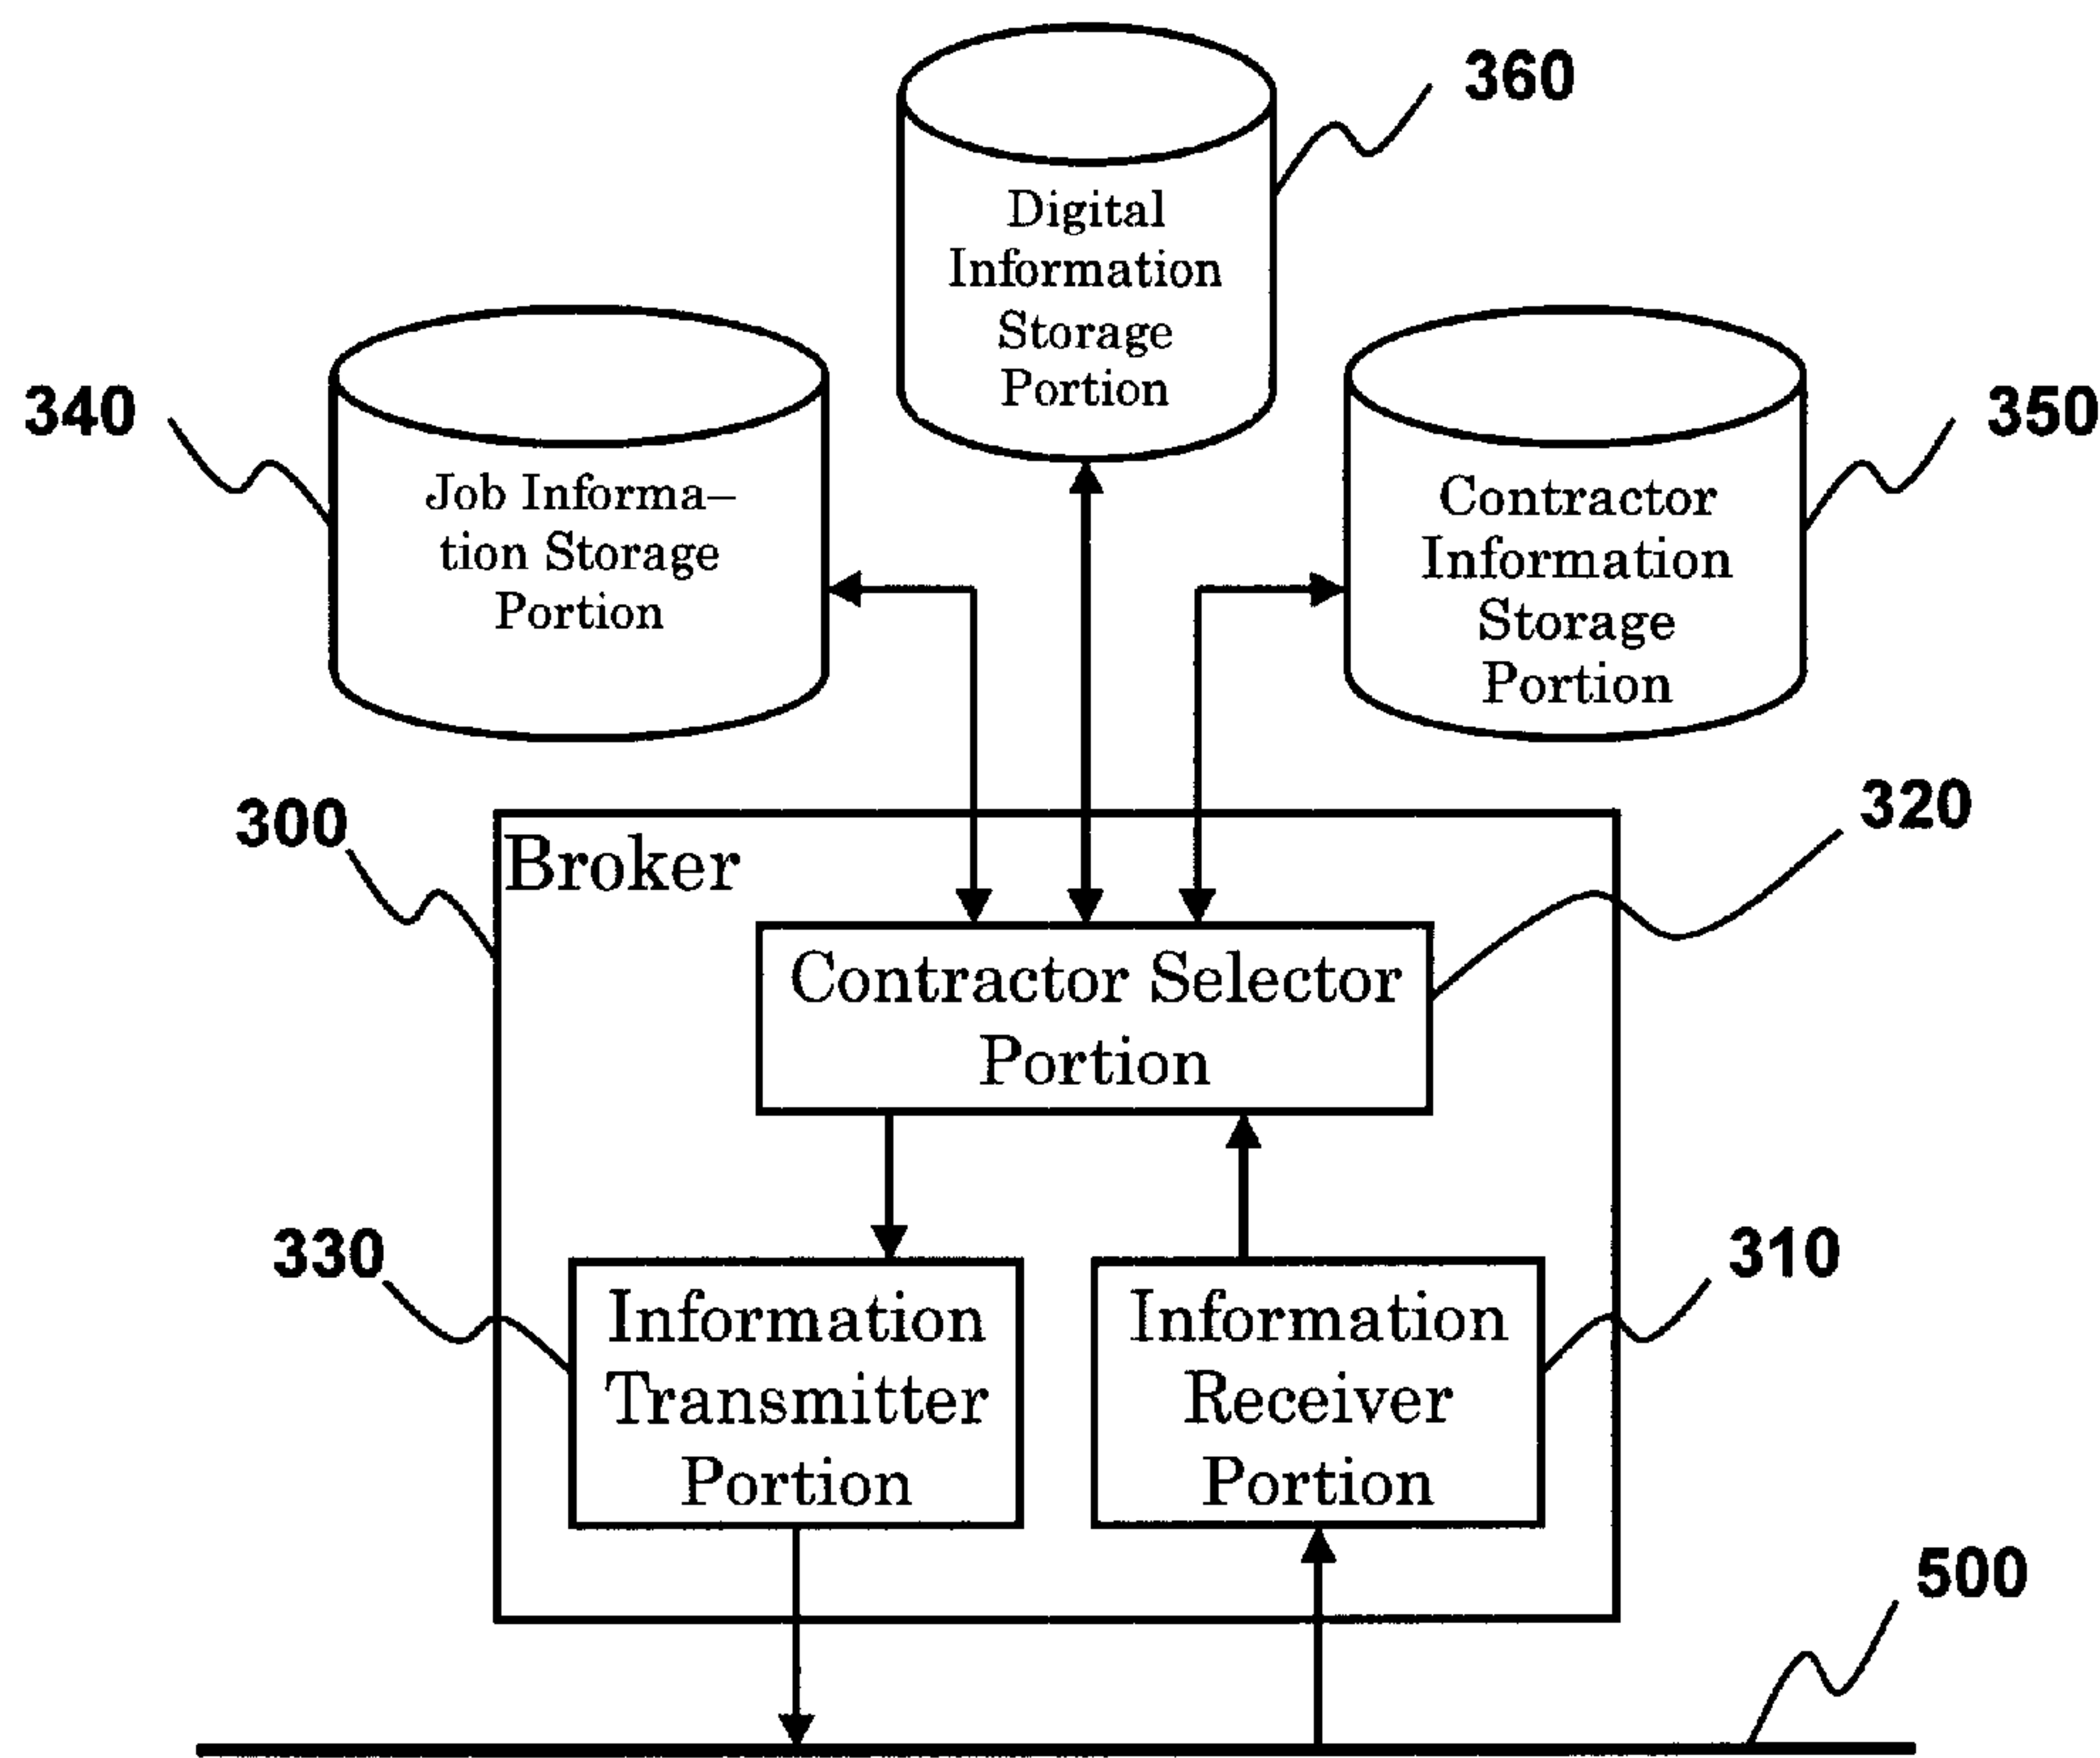 360
Digital
Information
Storage
Portion
340
Job Informa–
tion Storage
Portion
350
Contractor
Information
Storage
Portion
300
Broker
320
Contractor Selector
Portion
330
Information
Transmitter
Portion
310
Information
Receiver
Portion
500